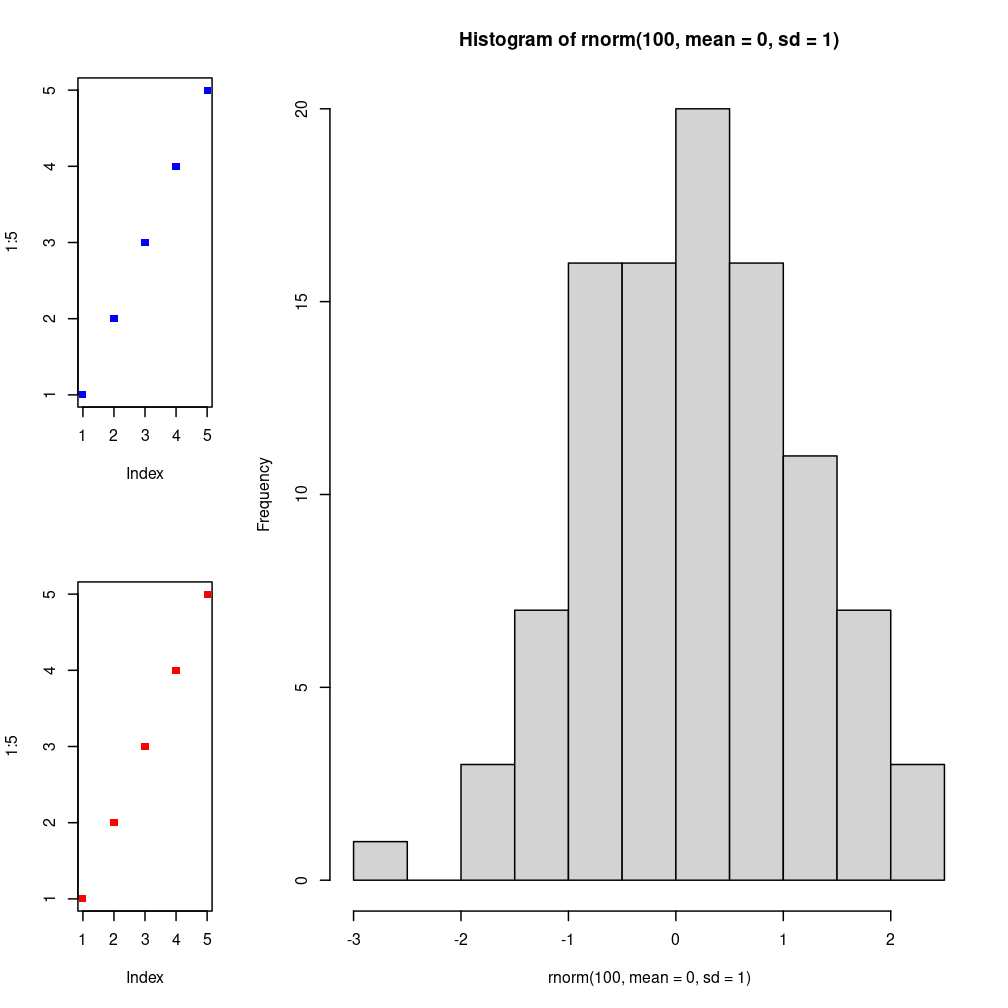 5
4
3
2
1
1:5
1 2 3 4 5
Index
5
4
3
2
1
1:5
1 2 3 4 5
Index
Histogram of rnorm(100, mean = 0, sd = 1)
20
15
10
5
0
Frequency
-3 -2 -1 0 1 2
rnorm(100, mean = 0, sd = 1)